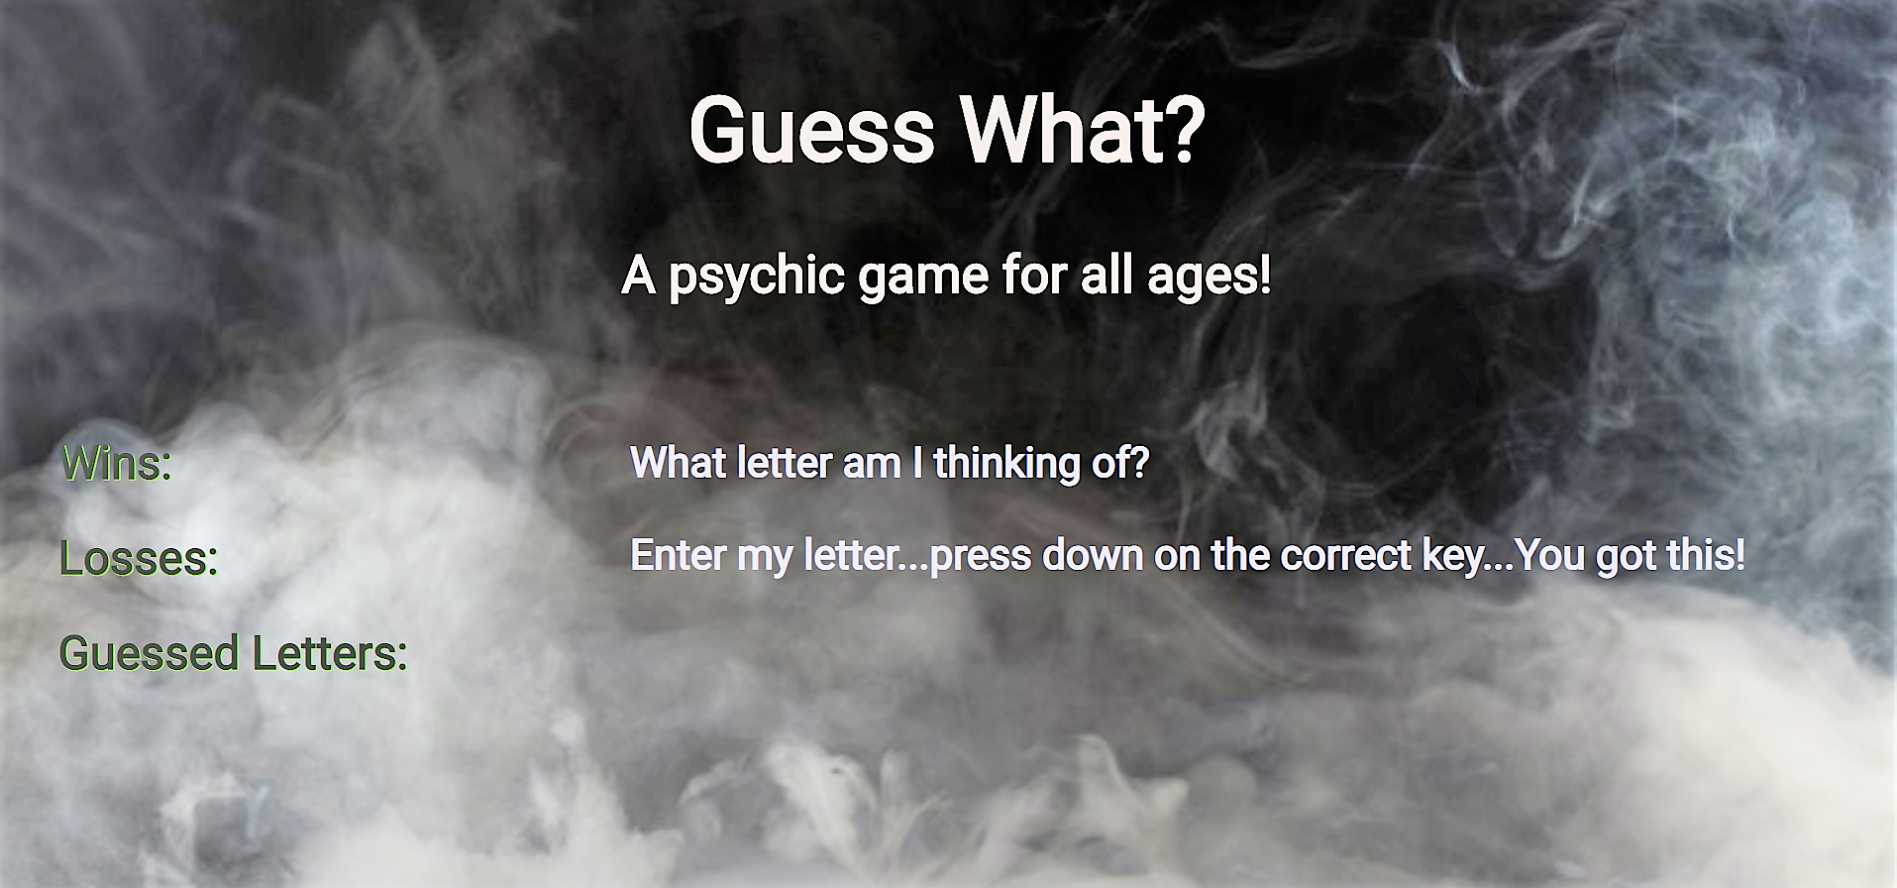 Guess What?
A psychic game for all ages!
Wins:
What letter am I thinking of?
Losses:
Enter my letter...press down on the correct key...You got this!
Guessed Letters: